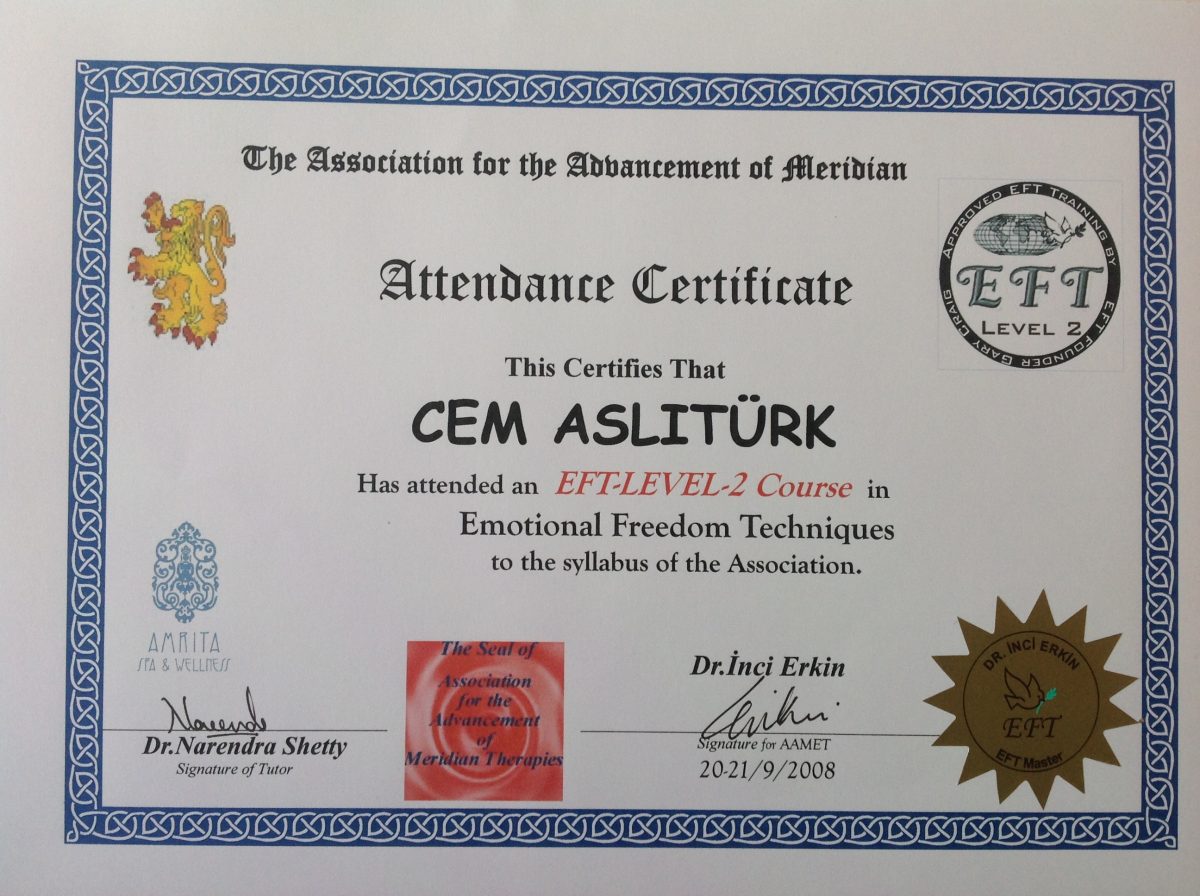 The Association for the Advancement of Meridian
APPROVED EFT TRAINING BY EFT FOUNDER GARY CRAIG
EFT
LEVEL 2
Attendance Certificate
This Certifies That
CEM ASLITÜRK
Has attended an EFT-LEVEL-2 Course in
Emotional Freedom Techniques
to the syllabus of the Association.
AMRITA
SPA & WELLNESS
Dr.Narendra Shetty
Signature of Tutor
The Seal of
Association
for the
Advancement
of
Meridian Therapies
Dr.İnci Erkin
Signature for AAMET
20-21/9/2008
DR. İNCİ ERKİN
EFT
EFT Master